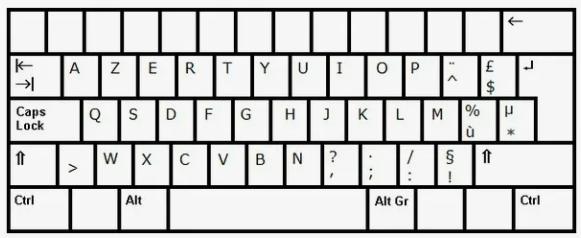 ←
|← A Z E R T Y U I O P ¨ £ ↵
→| ^ $
Caps Q S D F G H J K L M % µ
Lock ù *
⇑ > W X C V B N ? . / § ⇑
, ; : !
Ctrl Alt Alt Gr Ctrl